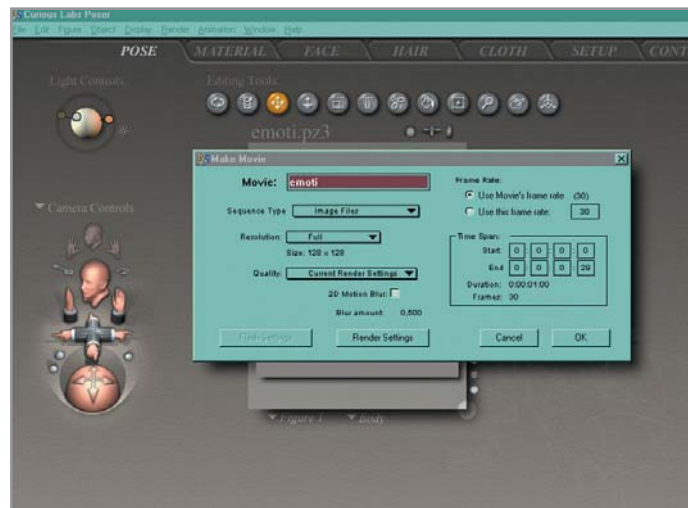 Curious Labs Poser
File Edit Figure Object Display Render Animation Window Help
POSE MATERIAL FACE HAIR CLOTH SETUP CONT
Light Controls
Editing Tools
emoti.pz3
Make Movie
Movie: emoti
Frame Rate:
Use Movie's frame rate (30)
Use this frame rate: 30
Sequence Type Image Files
Resolution: Full
Size: 128 x 128
Time Span:
Start 0 : 0 : 0 : 0
End 0 : 0 : 0 : 29
Duration: 0:00:01:00
Frames: 30
Quality: Current Render Settings
2D Motion Blur:
Blur amount: 0,500
Flash Settings Render Settings Cancel OK
Camera Controls
Figure 1 Body